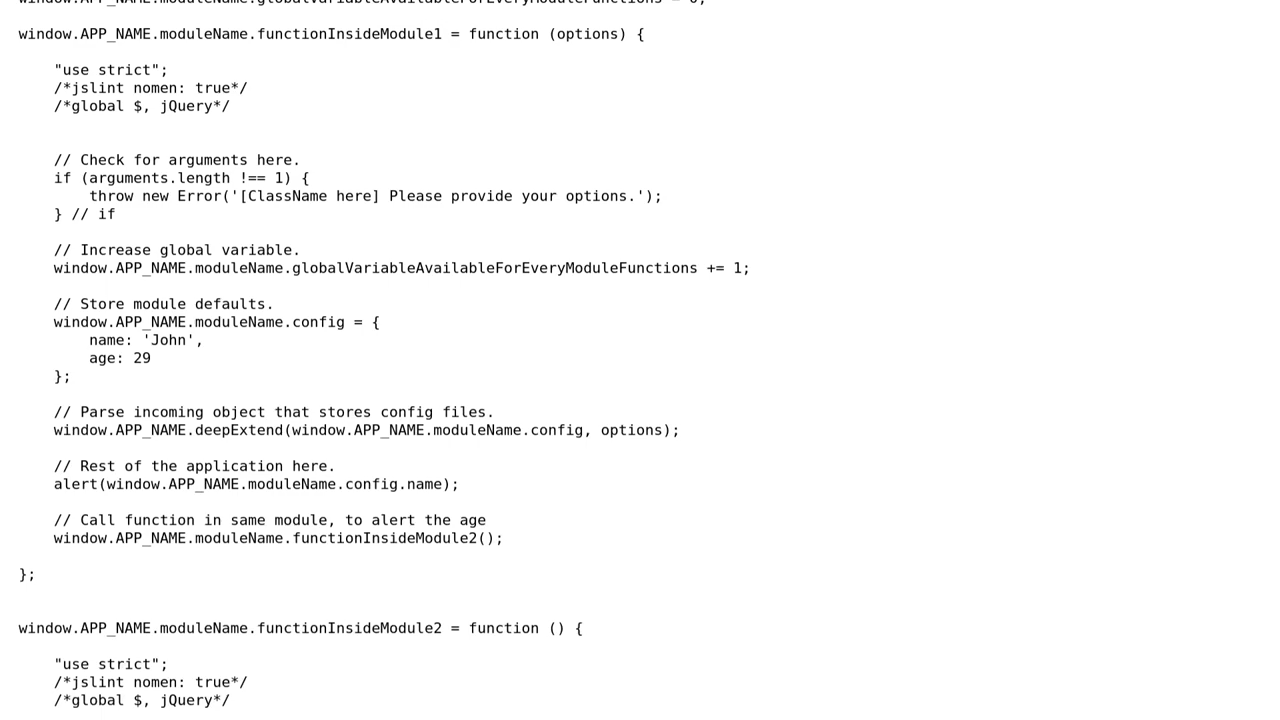 window.APP_NAME.moduleName.globalVariableAvailableForEveryModuleFunctions = 0;
window.APP_NAME.moduleName.functionInsideModule1 = function (options) {
"use strict";
/*jslint nomen: true*/
/*global $, jQuery*/
// Check for arguments here.
if (arguments.length !== 1) {
throw new Error('[ClassName here] Please provide your options.');
} // if
// Increase global variable.
window.APP_NAME.moduleName.globalVariableAvailableForEveryModuleFunctions += 1;
// Store module defaults.
window.APP_NAME.moduleName.config = {
name: 'John',
age: 29
};
// Parse incoming object that stores config files.
window.APP_NAME.deepExtend(window.APP_NAME.moduleName.config, options);
// Rest of the application here.
alert(window.APP_NAME.moduleName.config.name);
// Call function in same module, to alert the age
window.APP_NAME.moduleName.functionInsideModule2();
};
window.APP_NAME.moduleName.functionInsideModule2 = function () {
"use strict";
/*jslint nomen: true*/
/*global $, jQuery*/